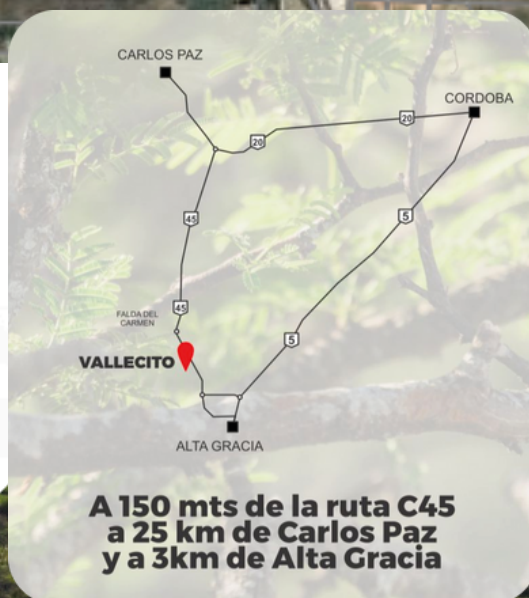 CARLOS PAZ
CORDOBA
20
20
45
5
45
FALDA DEL
CARMEN
5
VALLECITO
ALTA GRACIA
A 150 mts de la ruta C45
a 25 km de Carlos Paz
y a 3km de Alta Gracia